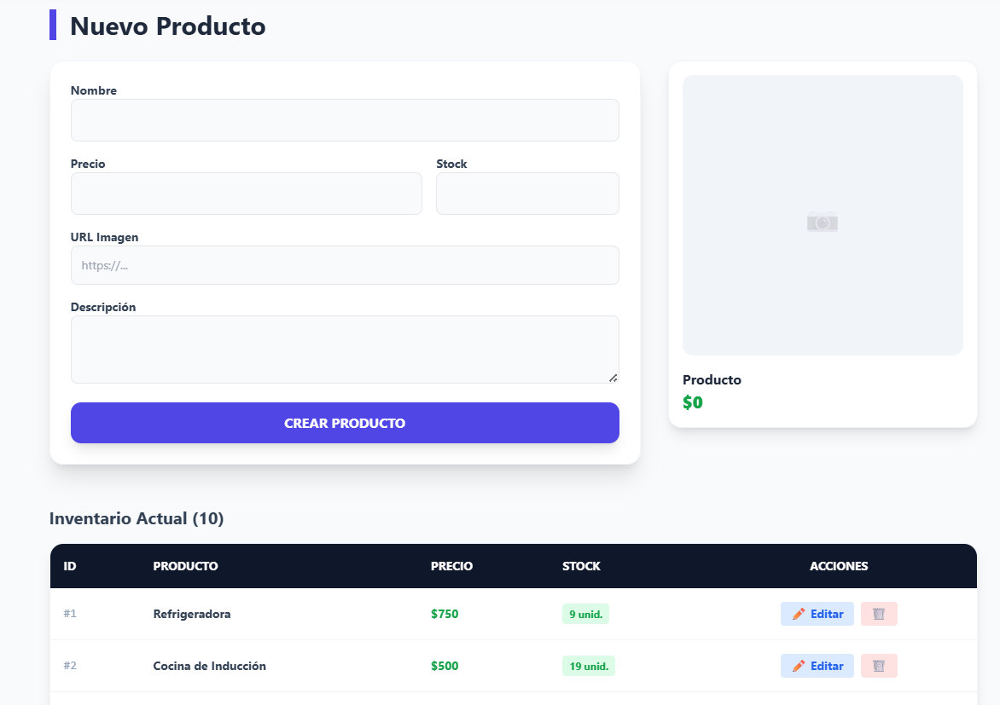 Nuevo Producto
Nombre
Precio Stock
URL Imagen
https://...
Descripción
CREAR PRODUCTO
Producto
$0
Inventario Actual (10)
ID PRODUCTO PRECIO STOCK ACCIONES
#1 Refrigeradora $750 9 unid. Editar
#2 Cocina de Inducción $500 19 unid. Editar